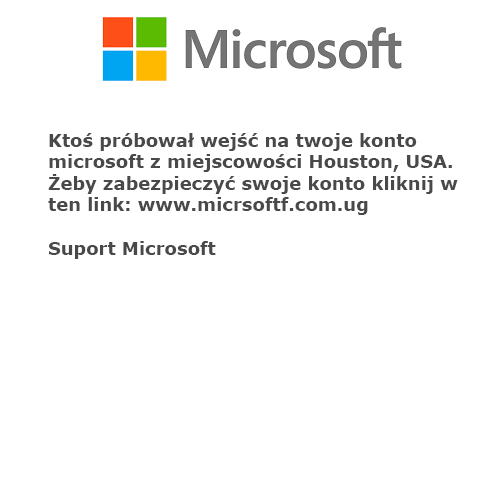 Microsoft
Ktoś próbował wejść na twoje konto
microsoft z miejscowości Houston, USA.
Żeby zabezpieczyć swoje konto kliknij w
ten link: www.micrsoftf.com.ug
Suport Microsoft